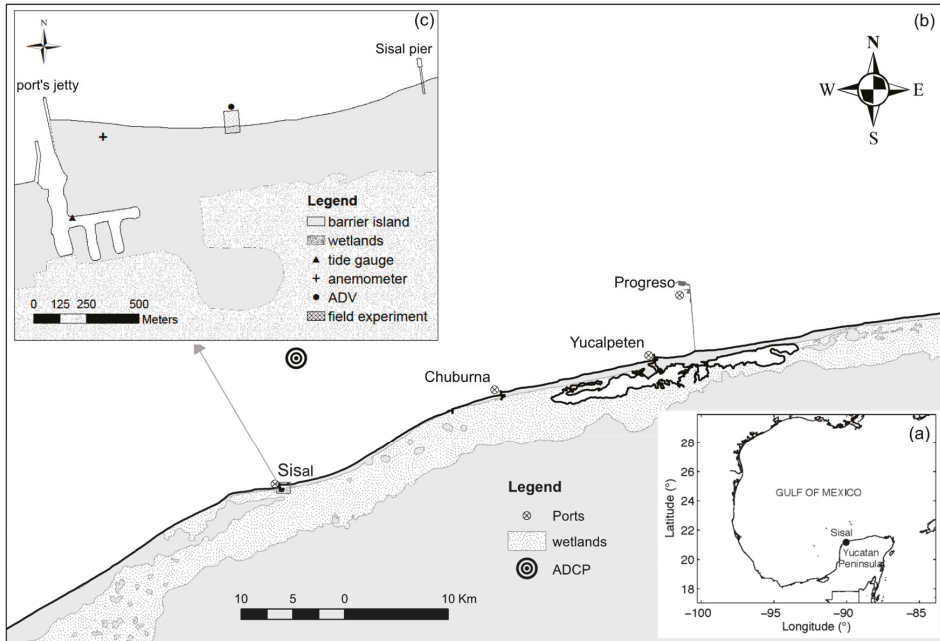 (c)
N
Sisal pier
port's jetty
Legend
barrier island
wetlands
tide gauge
anemometer
ADV
field experiment
0 125 250 500
Meters
(b)
N
W E
S
Progreso
Yucalpeten
Chuburna
Sisal
Legend
Ports
wetlands
ADCP
10 5 0 10 Km
(a)
28
26
24
22
20
18
Latitude (°)
GULF OF MEXICO
Sisal
Yucatan
Peninsula
−100 −95 −90 −85
Longitude (°)